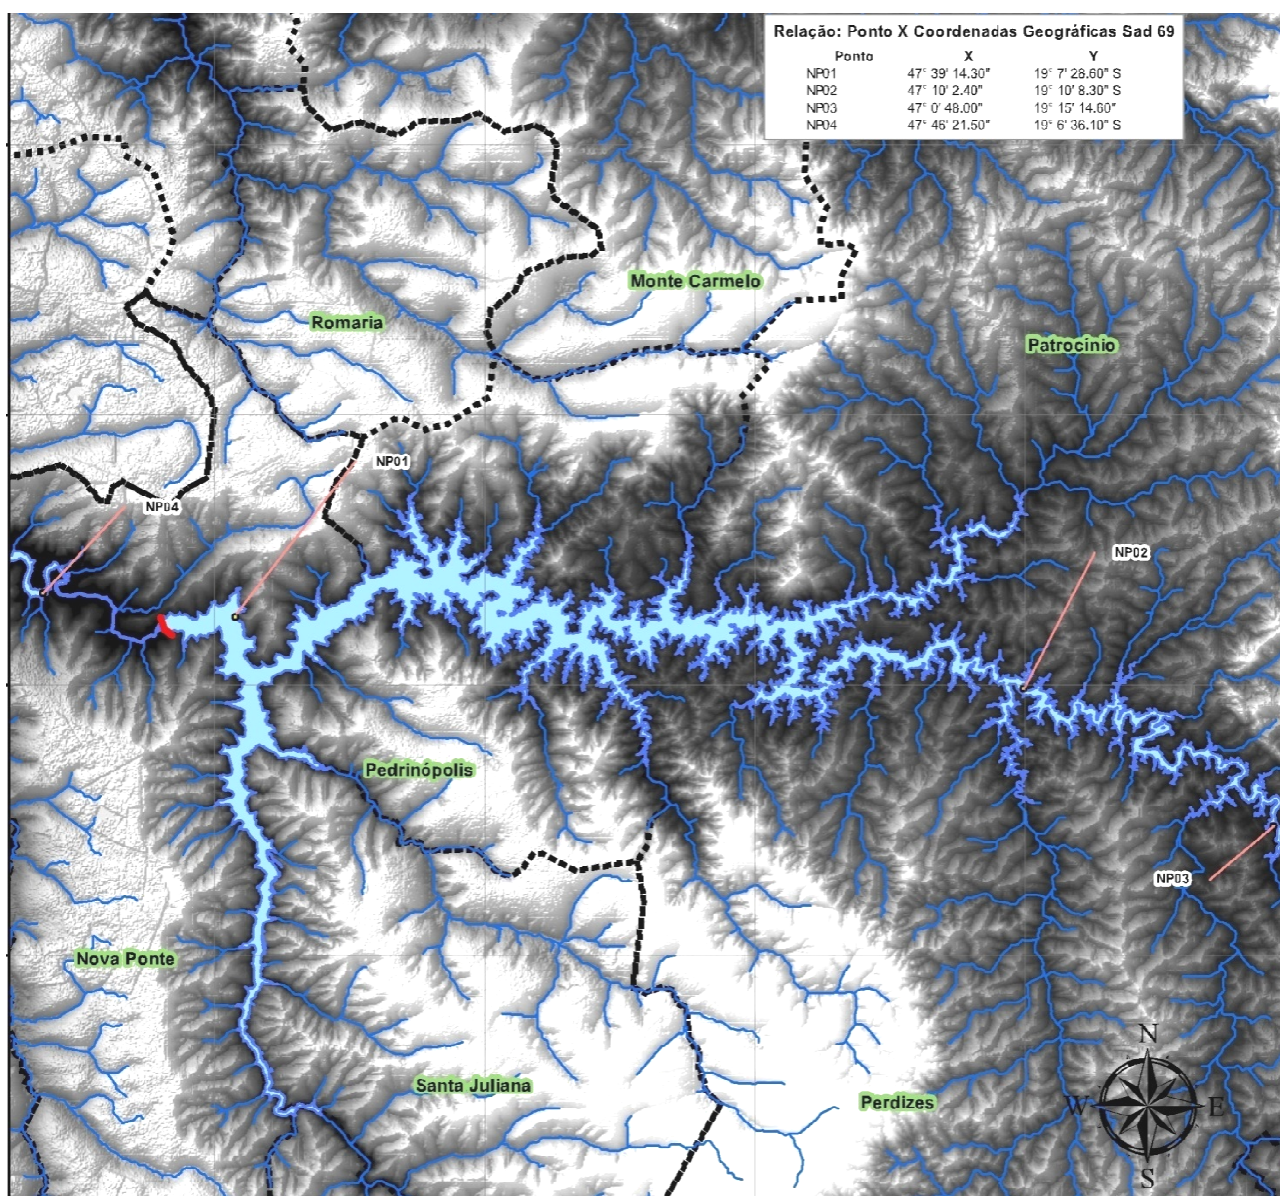 Relação: Ponto X Coordenadas Geográficas Sad 69
Ponto X Y
NP01 47° 39' 14.30" 19° 7' 28.60" S
NP02 47° 10' 2.40" 19° 10' 8.30" S
NP03 47° 0' 48.00" 19° 15' 14.60"
NP04 47° 46' 21.50" 19° 6' 36.10" S
Monte Carmelo
Romaria
Patrocínio
NP01
NP04
NP02
Pedrinópolis
NP03
Nova Ponte
N
Santa Juliana
Perdizes
W E
S